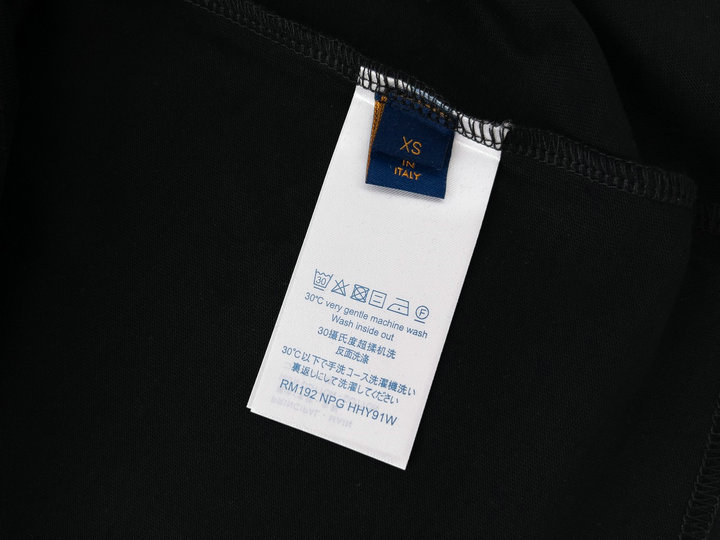 XS
IN
ITALY
30
F
30℃ very gentle machine wash
Wash inside out
30攝氏度超揉机洗
反面洗涤
30℃以下で手洗コース洗濯機洗い
裏返しにして洗濯してください
RM192 NPG HHY91W